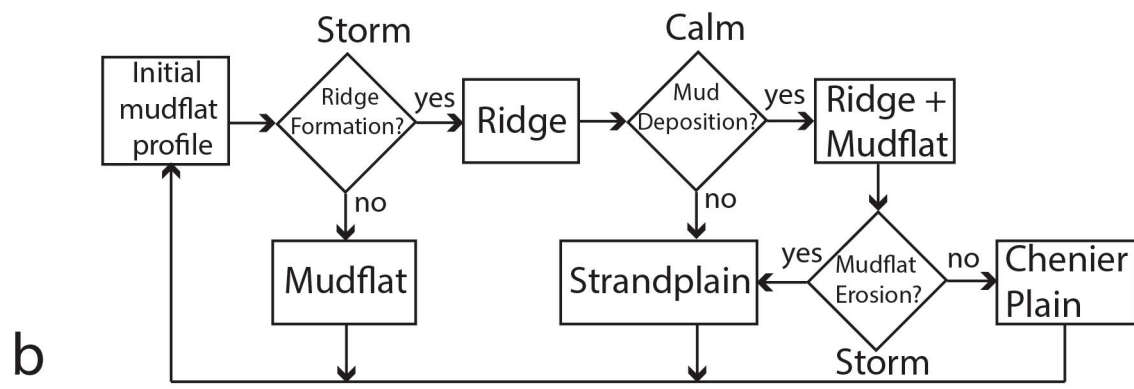 Storm
Calm
Initial
mudflat
profile
Ridge
Formation?
yes
Ridge
Mud
Deposition?
yes
Ridge +
Mudflat
no
no
Mudflat
Strandplain
yes
Mudflat
Erosion?
no
Chenier
Plain
Storm
b